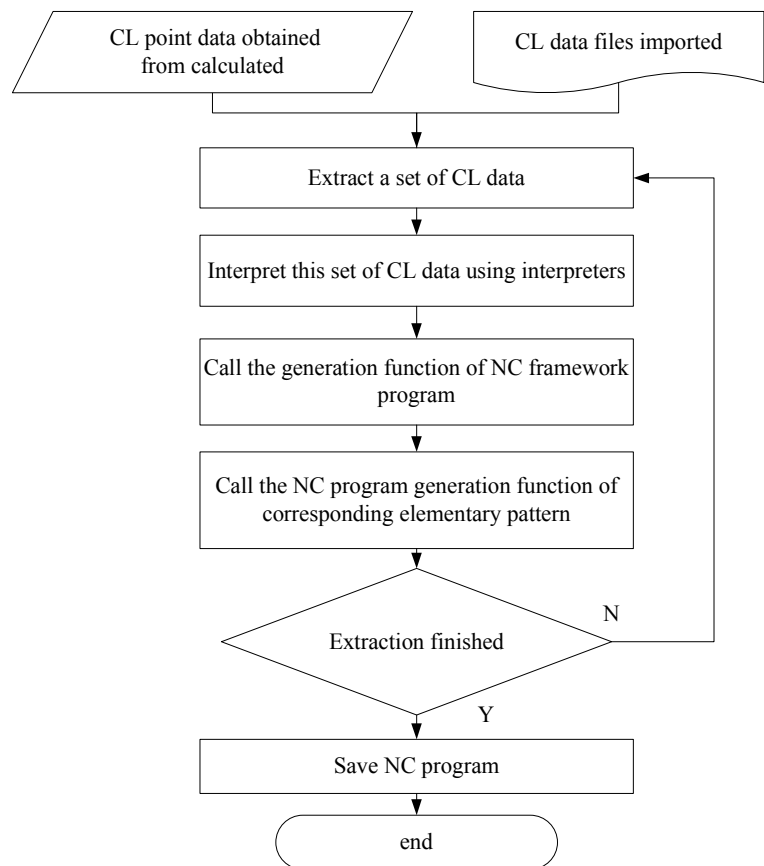 CL point data obtained
from calculated
CL data files imported
Extract a set of CL data
Interpret this set of CL data using interpreters
Call the generation function of NC framework
program
Call the NC program generation function of
corresponding elementary pattern
N
Extraction finished
Y
Save NC program
end